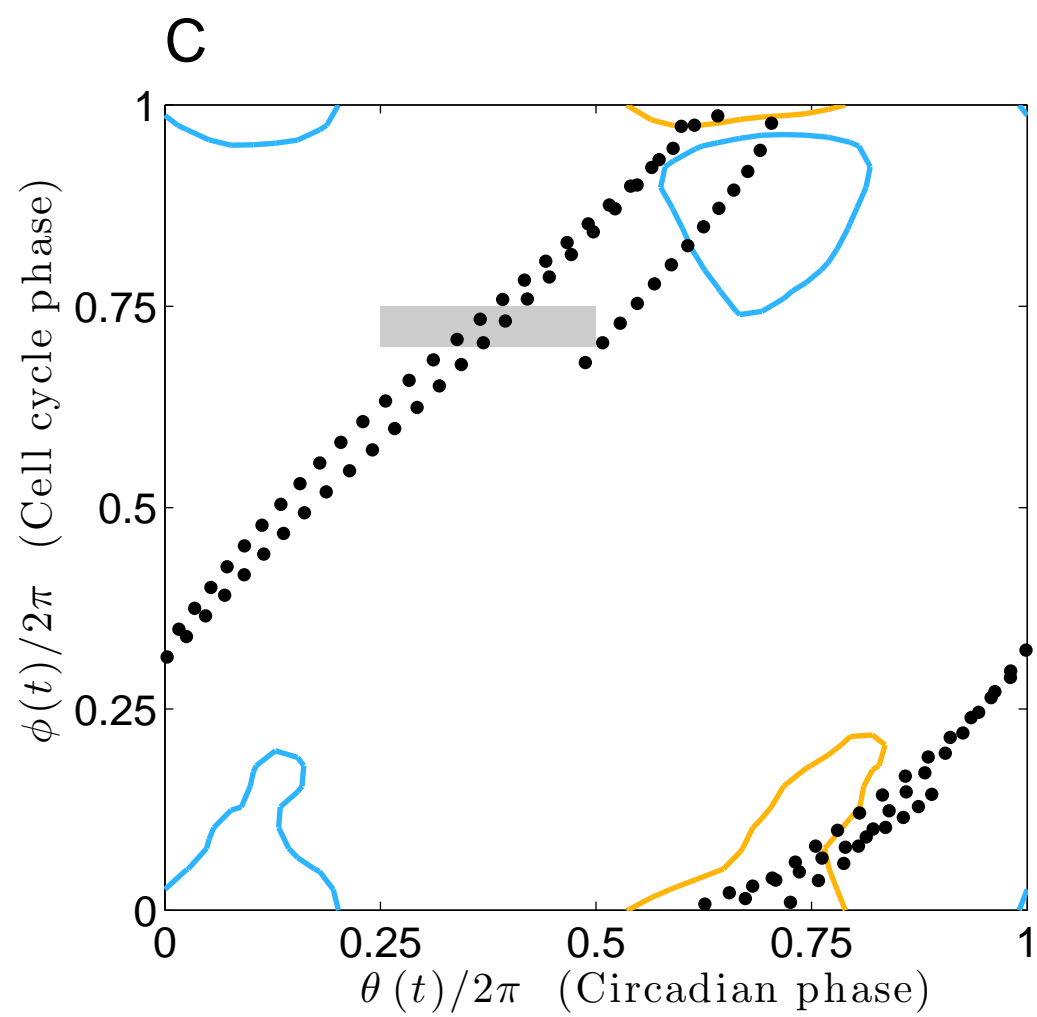 C
1
0.75
0.5
0.25
0
ϕ(t)/2π (Cell cycle phase)
0 0.25 0.5 0.75 1
θ (t)/2π (Circadian phase)